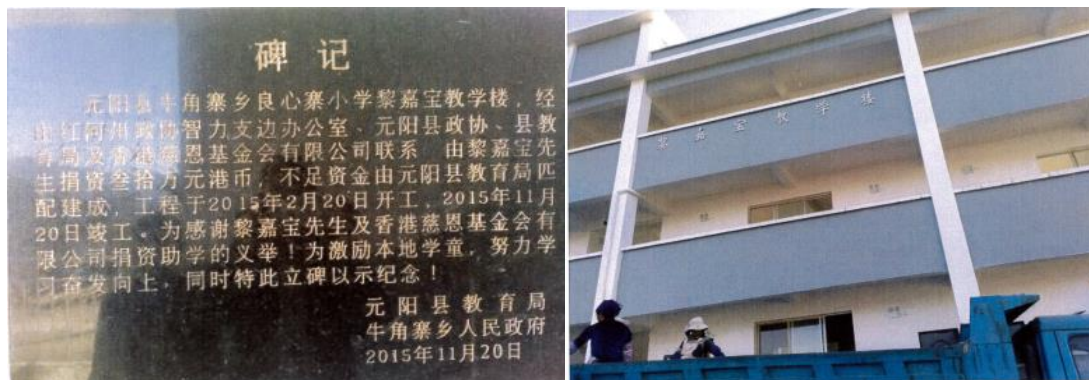 碑记
元阳县牛角寨乡良心寨小学黎嘉宝教学楼，经
由红河州政协智力支边办公室、元阳县政协、县教
育局及香港慈恩基金会有限公司联系 由黎嘉宝先
生捐资叁拾万元港币，不足资金由元阳县教育局匹
配建成，工程于2015年2月20日开工，2015年11月
20日竣工。为感谢黎嘉宝先生及香港慈恩基金会有
限公司捐资助学的义举！为激励本地学童，努力学
习奋发向上，同时特此立碑以示纪念！
元阳县教育局
牛角寨乡人民政府
2015年11月20日
黎嘉宝教学楼